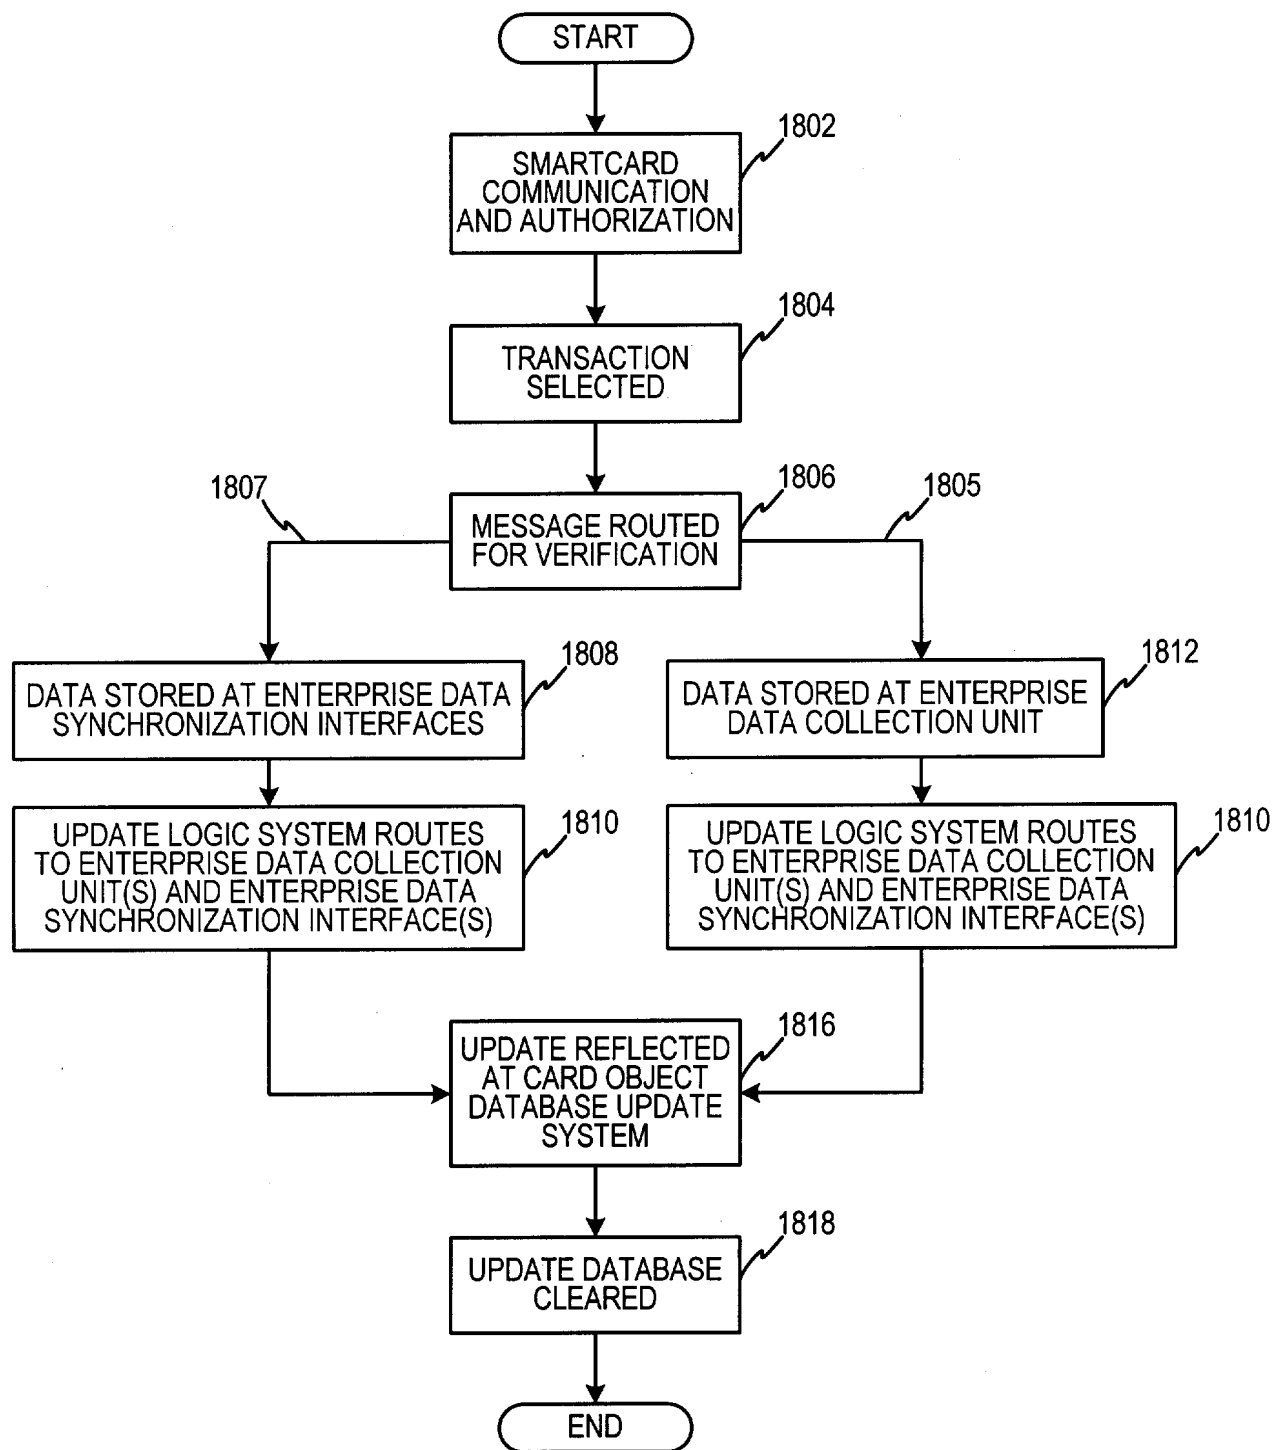 START
1802
SMARTCARD
COMMUNICATION
AND AUTHORIZATION
1804
TRANSACTION
SELECTED
1807
1806
1805
MESSAGE ROUTED
FOR VERIFICATION
1808
DATA STORED AT ENTERPRISE DATA
SYNCHRONIZATION INTERFACES
1812
DATA STORED AT ENTERPRISE
DATA COLLECTION UNIT
1810
UPDATE LOGIC SYSTEM ROUTES
TO ENTERPRISE DATA COLLECTION
UNIT(S) AND ENTERPRISE DATA
SYNCHRONIZATION INTERFACE(S)
1810
UPDATE LOGIC SYSTEM ROUTES
TO ENTERPRISE DATA COLLECTION
UNIT(S) AND ENTERPRISE DATA
SYNCHRONIZATION INTERFACE(S)
1816
UPDATE REFLECTED
AT CARD OBJECT
DATABASE UPDATE
SYSTEM
1818
UPDATE DATABASE
CLEARED
END